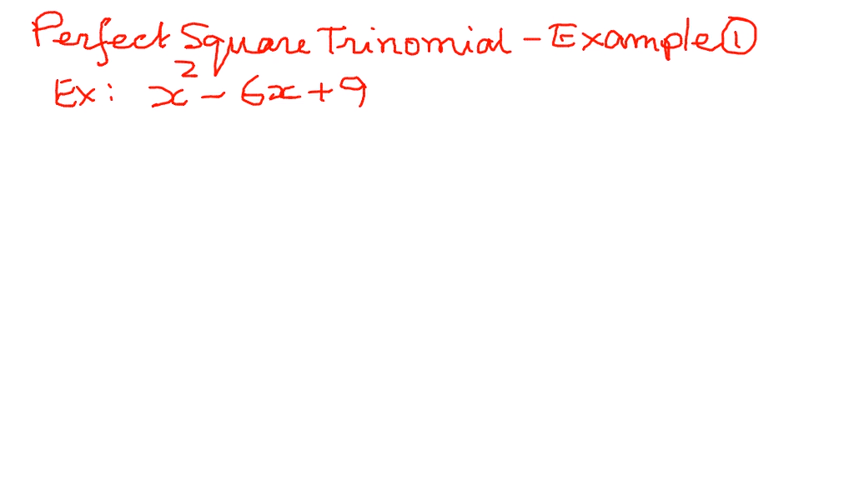 Perfect Square Trinomial - Example ①
Ex: x² - 6x + 9